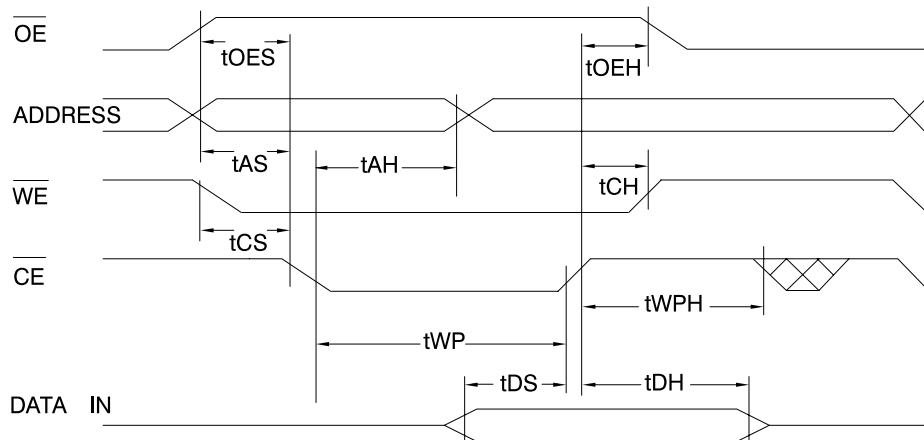 OE
tOES
tOEH
ADDRESS
tAS
tAH
tCH
WE
tCS
CE
tWPH
tWP
tDS
tDH
DATA IN